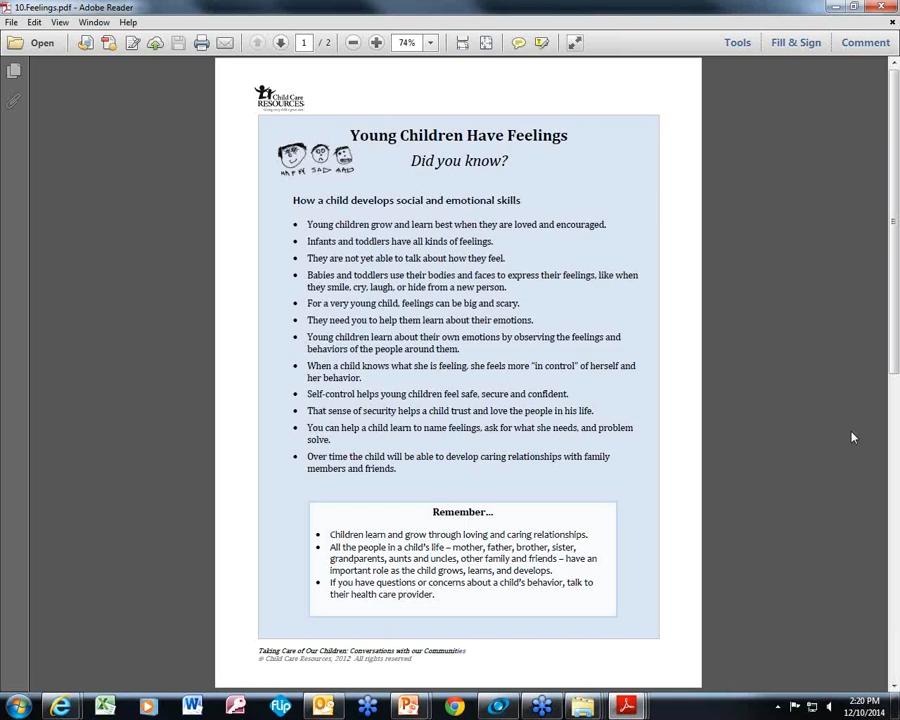 10.Feelings.pdf - Adobe Reader
File Edit View Window Help
Open 1 / 2 74% Tools Fill & Sign Comment
Child Care
RESOURCES
Young Children Have Feelings
HAPPY SAD MAD
Did you know?
How a child develops social and emotional skills
• Young children grow and learn best when they are loved and encouraged.
• Infants and toddlers have all kinds of feelings.
• They are not yet able to talk about how they feel.
• Babies and toddlers use their bodies and faces to express their feelings, like when
they smile, cry, laugh, or hide from a new person.
• For a very young child, feelings can be big and scary.
• They need you to help them learn about their emotions.
• Young children learn about their own emotions by observing the feelings and
behaviors of the people around them.
• When a child knows what she is feeling, she feels more "in control" of herself and
her behavior.
• Self-control helps young children feel safe, secure and confident.
• That sense of security helps a child trust and love the people in his life.
• You can help a child learn to name feelings, ask for what she needs, and problem
solve.
• Over time the child will be able to develop caring relationships with family
members and friends.
Remember…
• Children learn and grow through loving and caring relationships.
• All the people in a child's life – mother, father, brother, sister,
grandparents, aunts and uncles, other family and friends – have an
important role as the child grows, learns, and develops.
• If you have questions or concerns about a child's behavior, talk to
their health care provider.
Taking Care of Our Children: Conversations with our Communities
© Child Care Resources, 2012 All rights reserved
flip
2:20 PM
12/10/2014